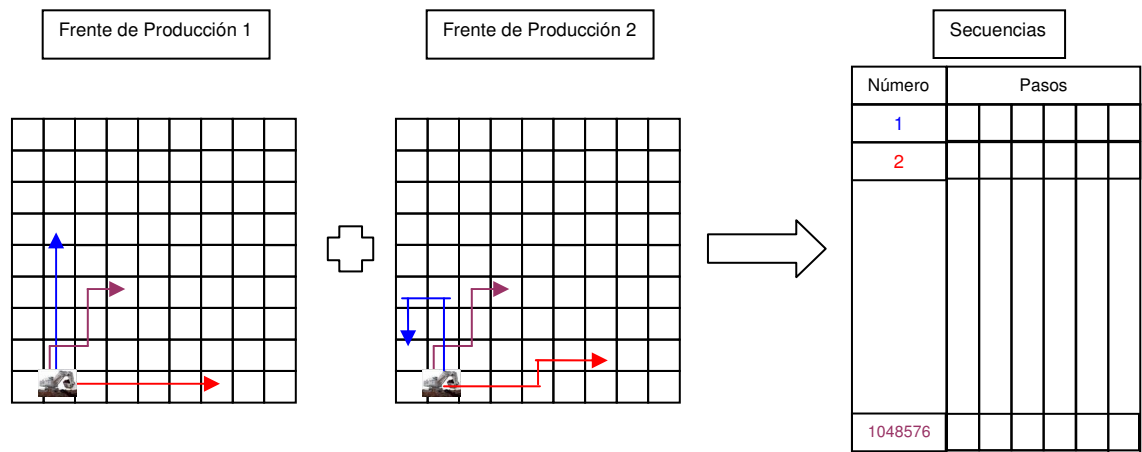 Frente de Producción 1
Frente de Producción 2
Secuencias
Número
Pasos
1
2
1048576